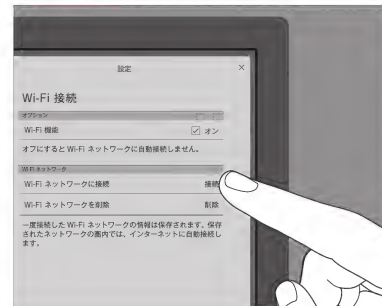 設定 ×
Wi-Fi 接続
オプション
Wi-Fi 機能 オン
オフにすると Wi-Fi ネットワークに自動接続しません。
Wi-Fi ネットワーク
Wi-Fi ネットワークに接続 接続
Wi-Fi ネットワークを削除 削除
一度接続した Wi-Fi ネットワークの情報は保存されます。保存
されたネットワークの圏内では、インターネットに自動接続し
ます。